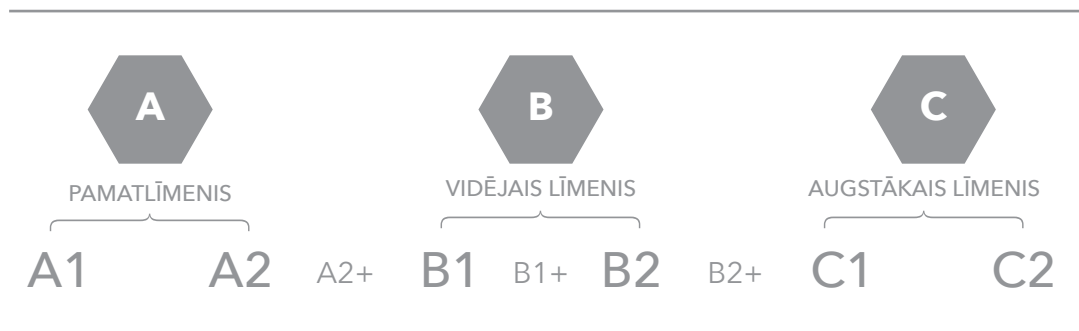 A B C
PAMATLĪMENIS VIDĒJAIS LĪMENIS AUGSTĀKAIS LĪMENIS
A1 A2 A2+ B1 B1+ B2 B2+ C1 C2